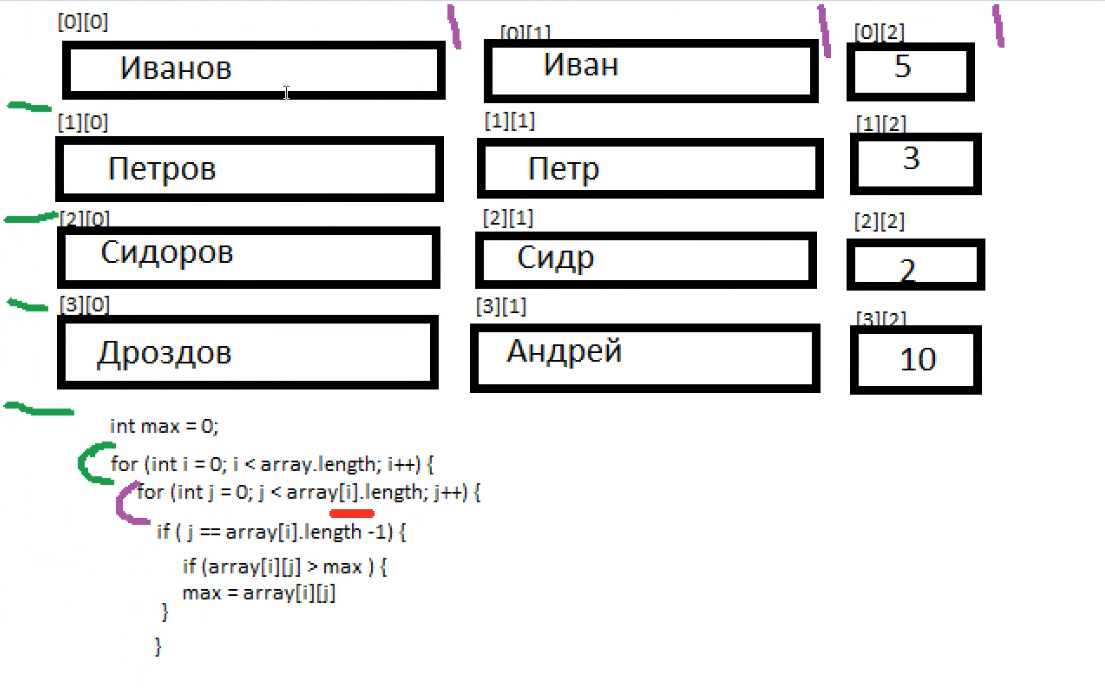 [0][0] [0][1] [0][2]
Иванов Иван 5
[1][0] [1][1] [1][2]
Петров Петр 3
[2][0] [2][1] [2][2]
Сидоров Сидр 2
[3][0] [3][1] [3][2]
Дроздов Андрей 10
int max = 0;
for (int i = 0; i < array.length; i++) {
for (int j = 0; j < array[i].length; j++) {
if ( j == array[i].length -1) {
if (array[i][j] > max ) {
max = array[i][j]
}
}